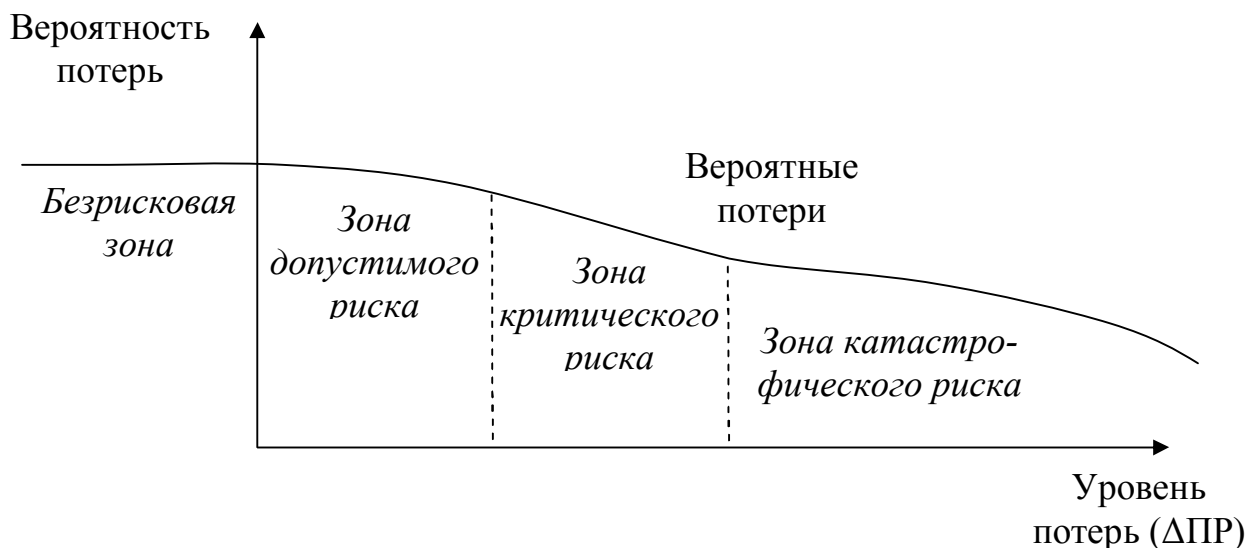 Вероятность
потерь
Вероятные
потери
Безрисковая
зона
Зона
допустимого
риска
Зона
критического
риска
Зона катастро-
фического риска
Уровень
потерь (ΔПР)